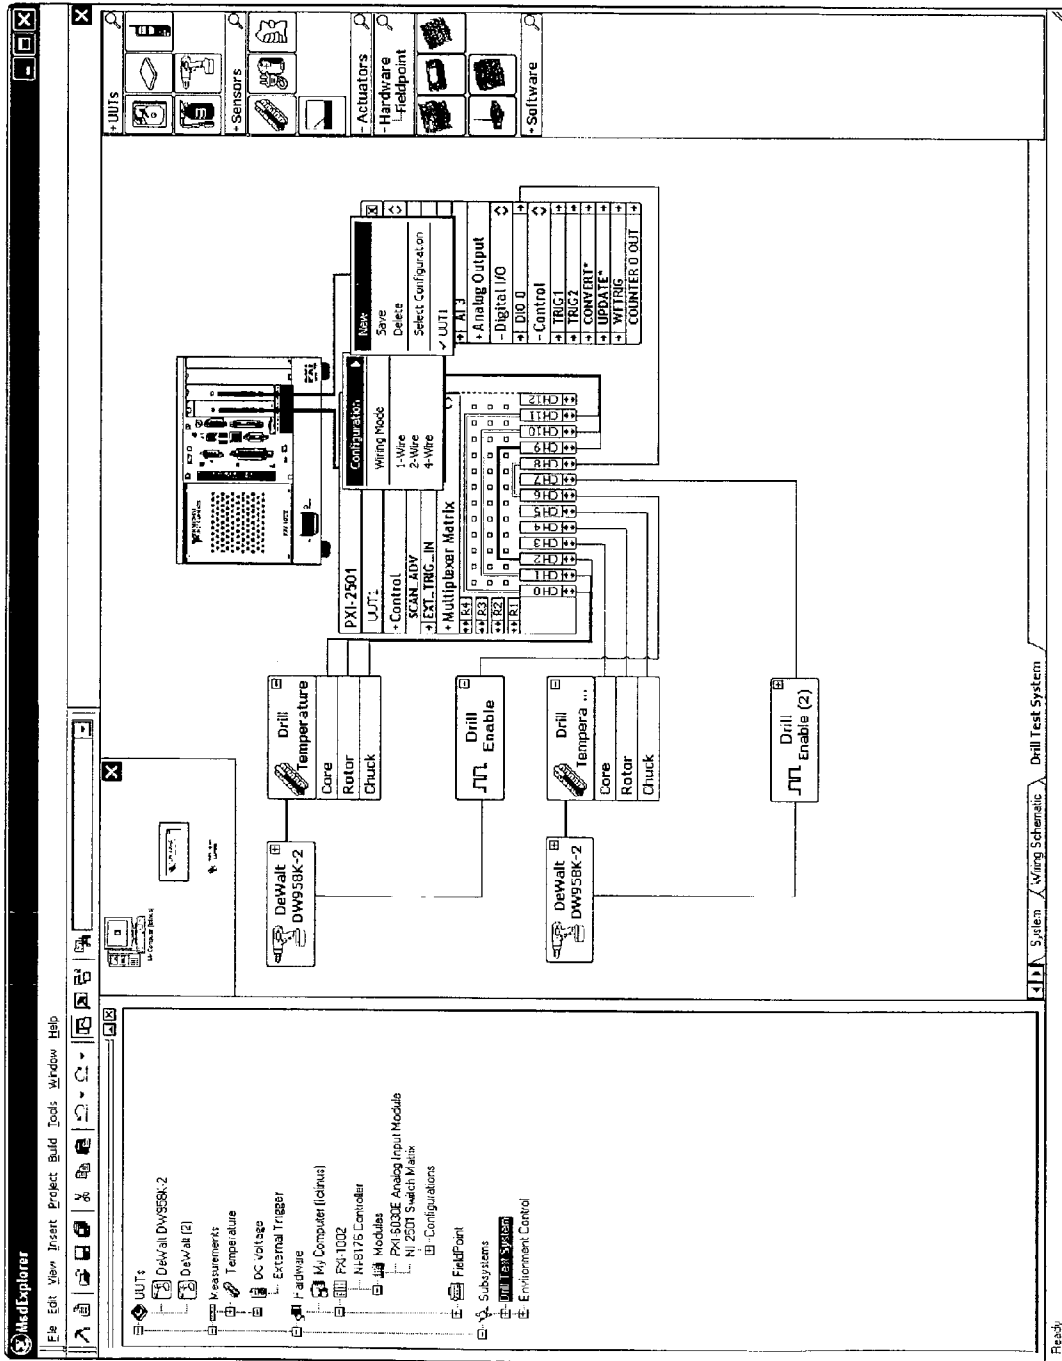 MsdExplorer
File Edit View Insert Project Build Tools Window Help
UUTs
DeWalt DW958K-2
DeWalt (2)
Measurements
Temperature
DC Voltage
External Trigger
Hardware
My Computer [Ictinus]
PXI-1002
NI-8176 Controller
Modules
PXI-6030E Analog Input Module
NI 2501 Switch Matrix
Configurations
FieldPoint
Subsystems
Drill Test System
Environment Control
DeWalt
DW958K-2
Drill
Temperature
Core
Rotor
Chuck
Drill
Enable
DeWalt
DW958K-2
Drill
Tempera ...
Core
Rotor
Chuck
Drill
Enable (2)
PXI-2501
UUT1
+ Control
SCAN_ADV
EXT_TRIG_IN
+ Multiplexer Matrix
R4
R3
R2
R1
CH0
CH1
CH2
CH3
CH4
CH5
CH6
CH7
CH8
CH9
CH10
CH11
CH12
Configuration
Wiring Mode
1-Wire
2-Wire
4-Wire
New
Save
Delete
Select Configuration
✓ UUT1
AI 3
+ Analog Output
- Digital I/O
DIO 0
- Control
TRIG1
TRIG2
CONVERT*
UPDATE*
WFTRIG
COUNTER 0 OUT
+ UUTs
+ Sensors
- Actuators
- Hardware
Fieldpoint
+ Software
System
Wiring Schematic
Drill Test System
Ready